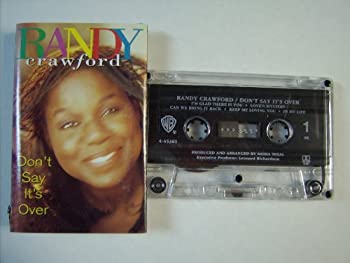 RANDY
crawford
Don't
Say
It's
Over
RANDY CRAWFORD / DON'T SAY IT'S OVER
I'M GLAD THERE IS YOU • LOVE'S MYSTERY •
CAN WE BRING IT BACK • KEEP ME LOVING YOU • IN MY LIFE
WB
1
PRODUCED AND ARRANGED BY
Executive Producer: Leonard Richardson